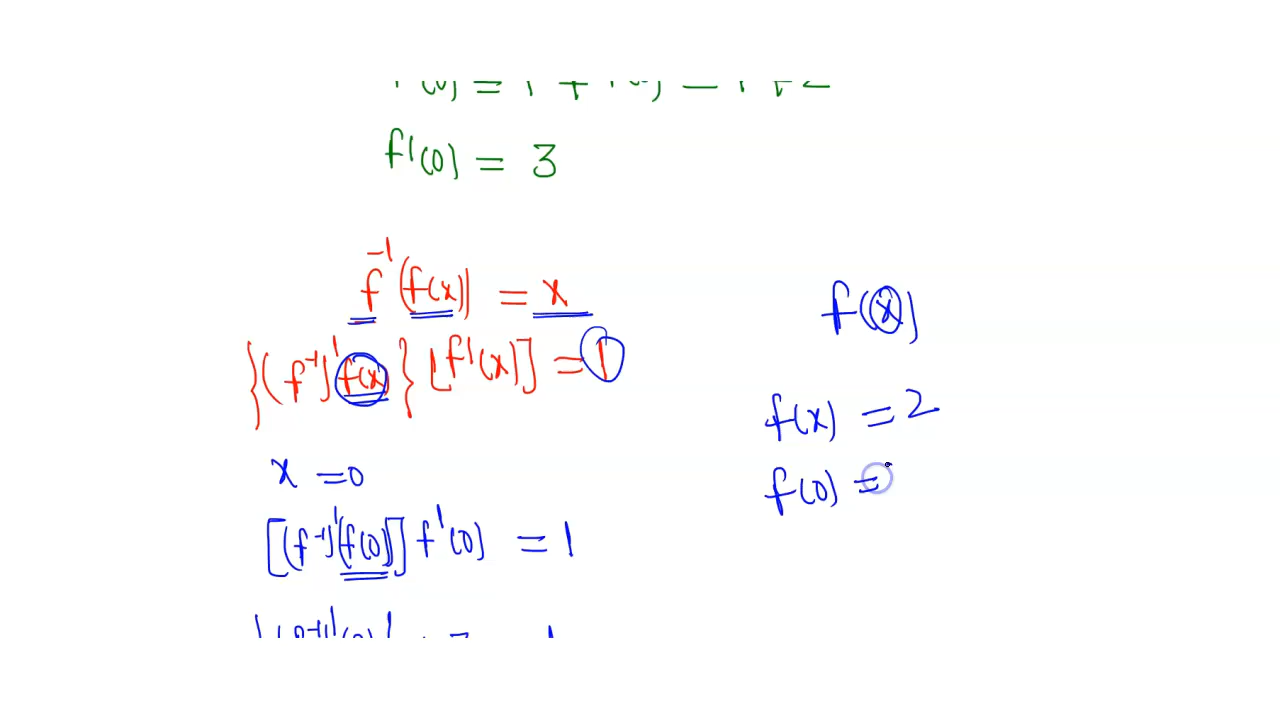 f'(0) = 3
f⁻¹(f(x)) = x
{(f⁻¹)'f(x)} [f'(x)] = 1
x = 0
[(f⁻¹)'(f(0))] f'(0) = 1
f(x)
f(x) = 2
f(0) =